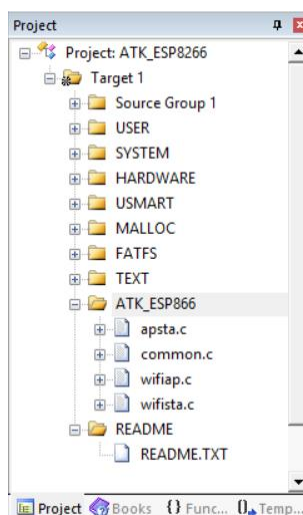 Project
Project: ATK_ESP8266
Target 1
Source Group 1
USER
SYSTEM
HARDWARE
USMART
MALLOC
FATFS
TEXT
ATK_ESP866
apsta.c
common.c
wifiap.c
wifista.c
README
README.TXT
Project Books {} Func... 0 Temp...